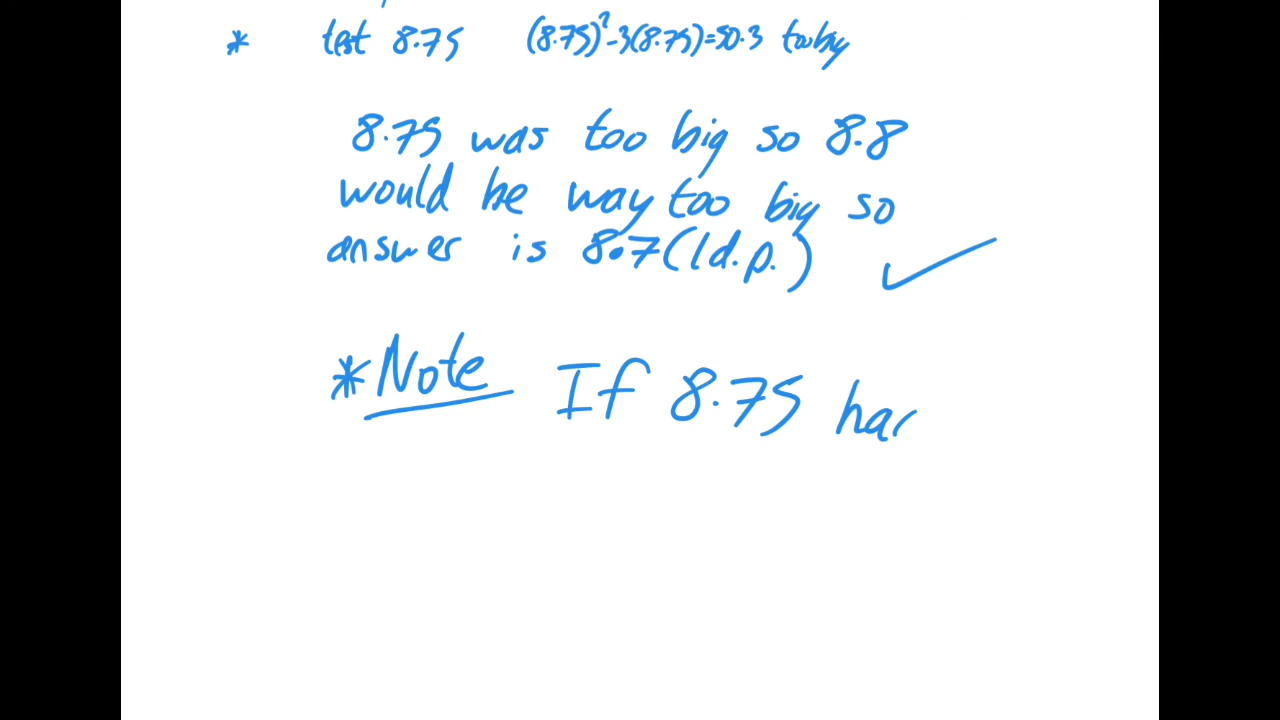 * test 8.75 (8.75)²-3(8.75)=50.3 too big
8.75 was too big so 8.8
would be way too big so
answer is 8.7(1d.p.) ✓
*Note If 8.75 ha